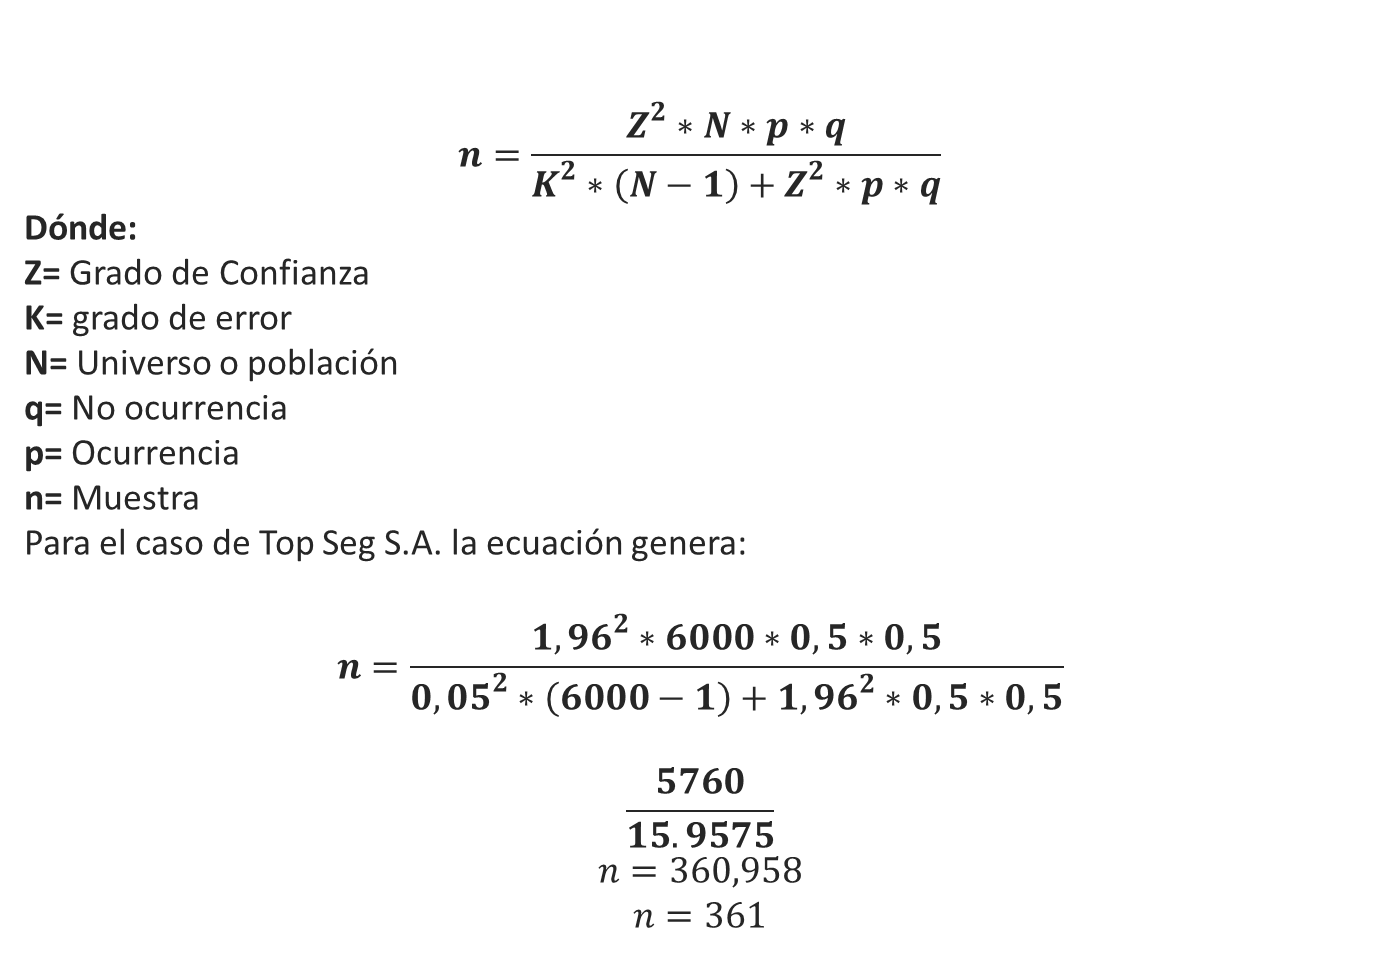 n = Z² * N * p * q / K² * (N − 1) + Z² * p * q
Dónde:
Z= Grado de Confianza
K= grado de error
N= Universo o población
q= No ocurrencia
p= Ocurrencia
n= Muestra
Para el caso de Top Seg S.A. la ecuación genera:
n = 1,96² * 6000 * 0,5 * 0,5 / 0,05² * (6000 − 1) + 1,96² * 0,5 * 0,5
5760
15.9575
n = 360,958
n = 361